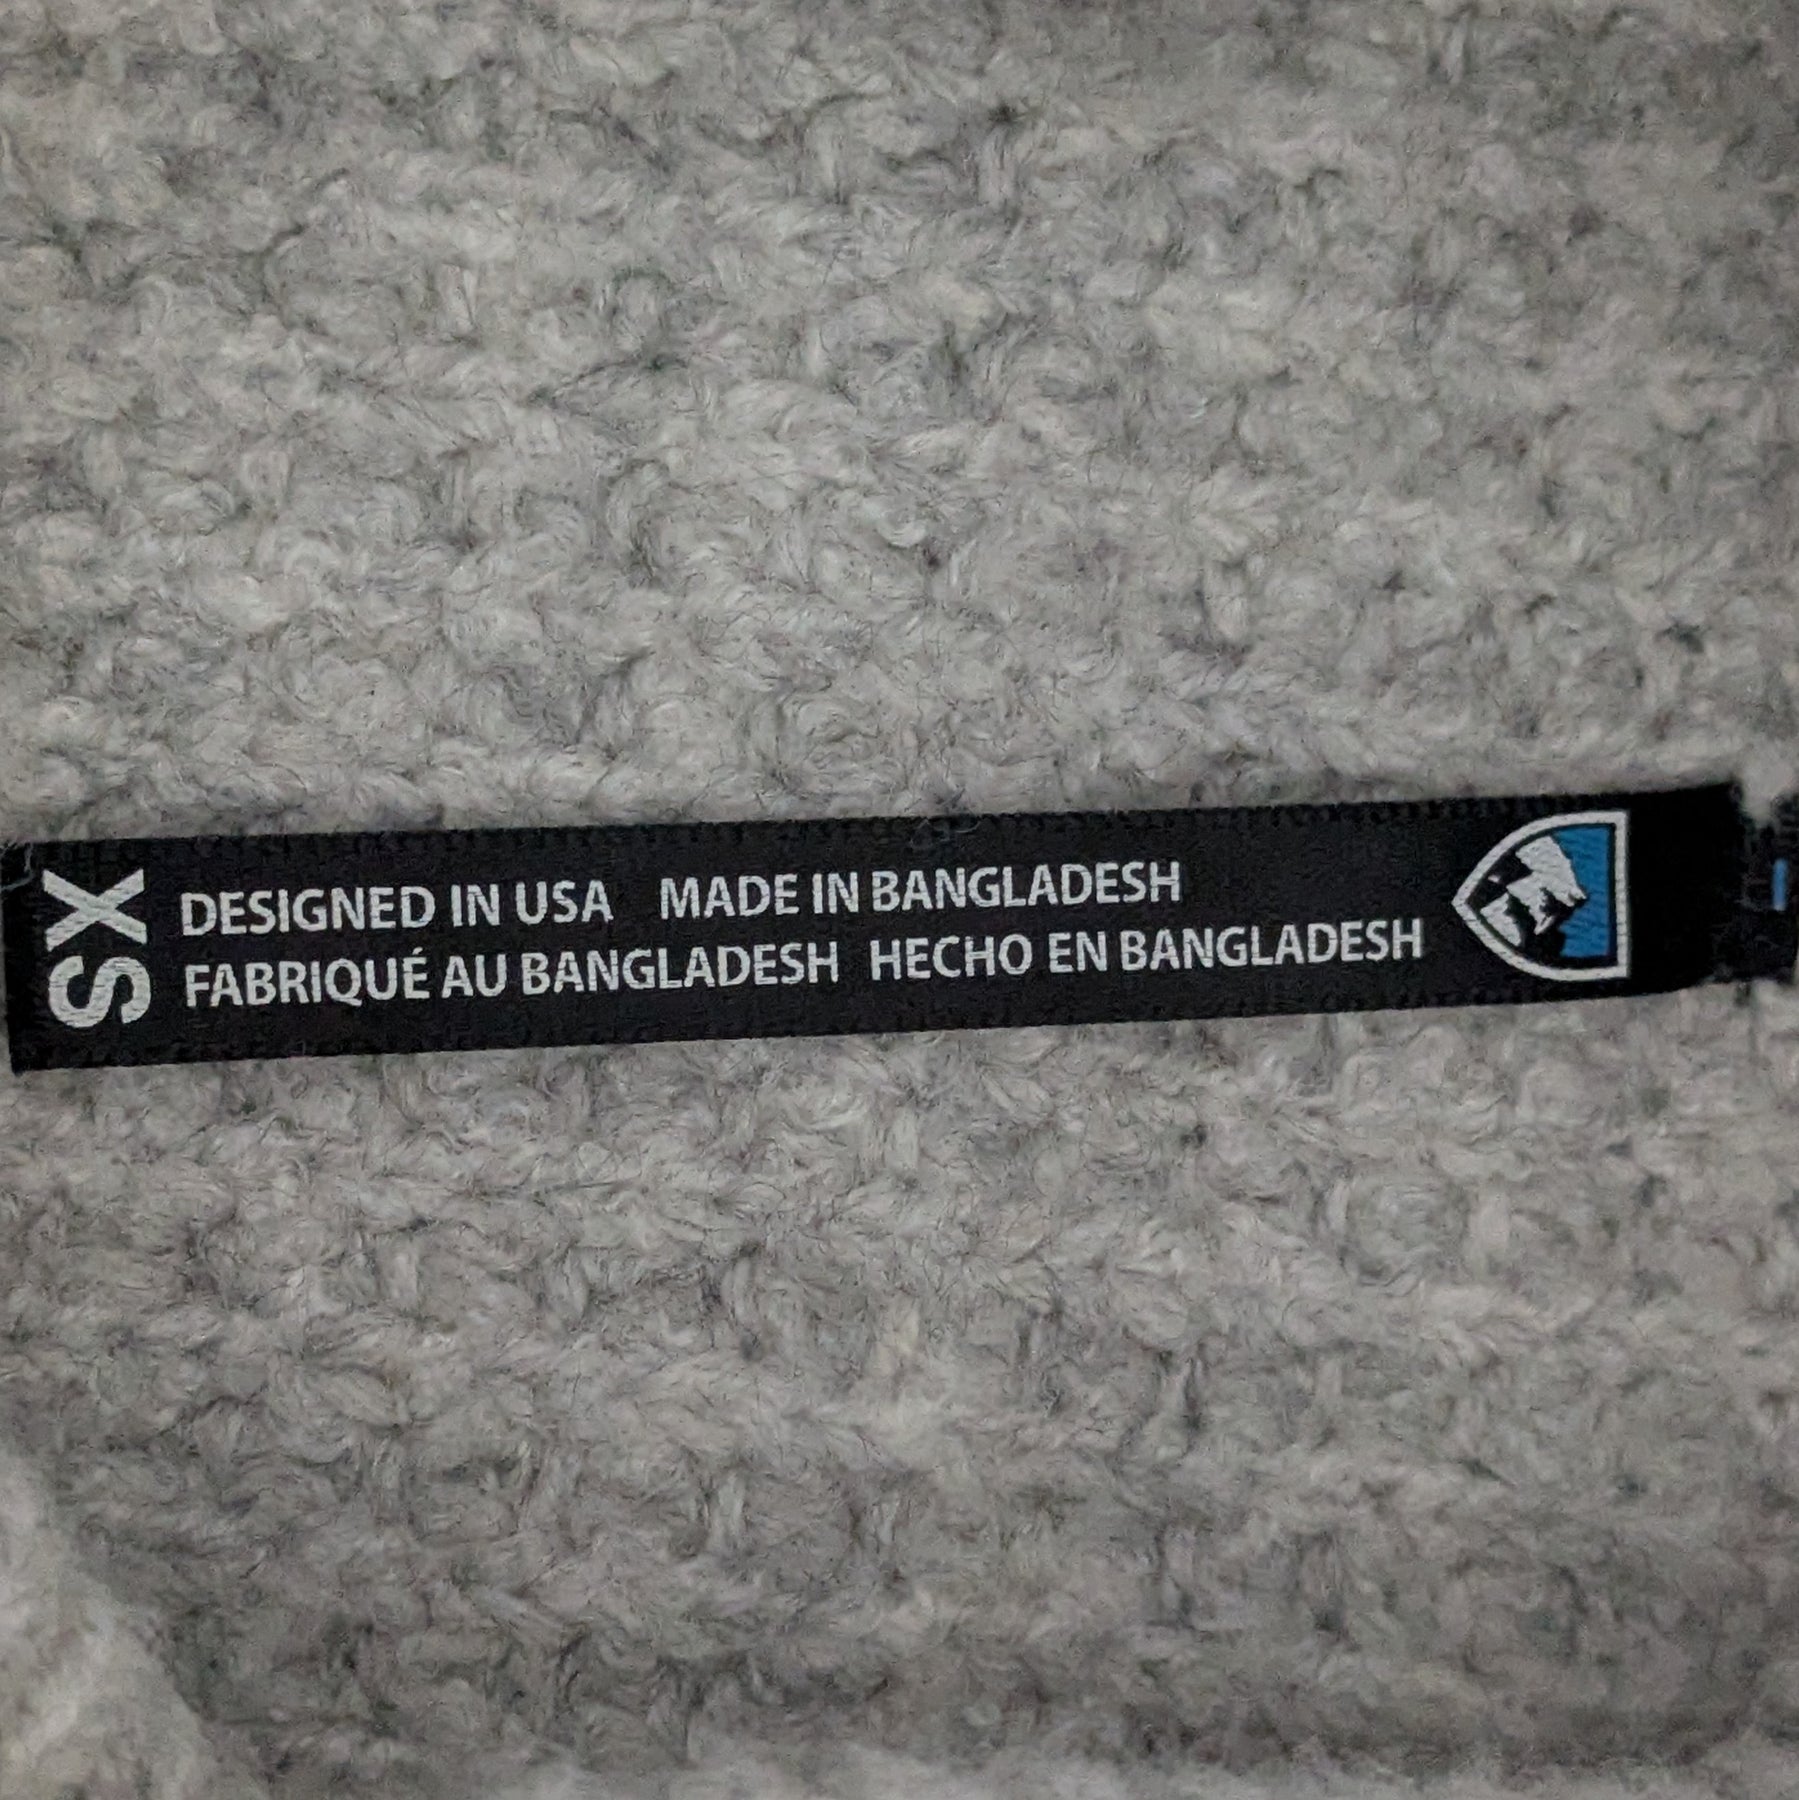 XS
DESIGNED IN USA MADE IN BANGLADESH
FABRIQUÉ AU BANGLADESH HECHO EN BANGLADESH